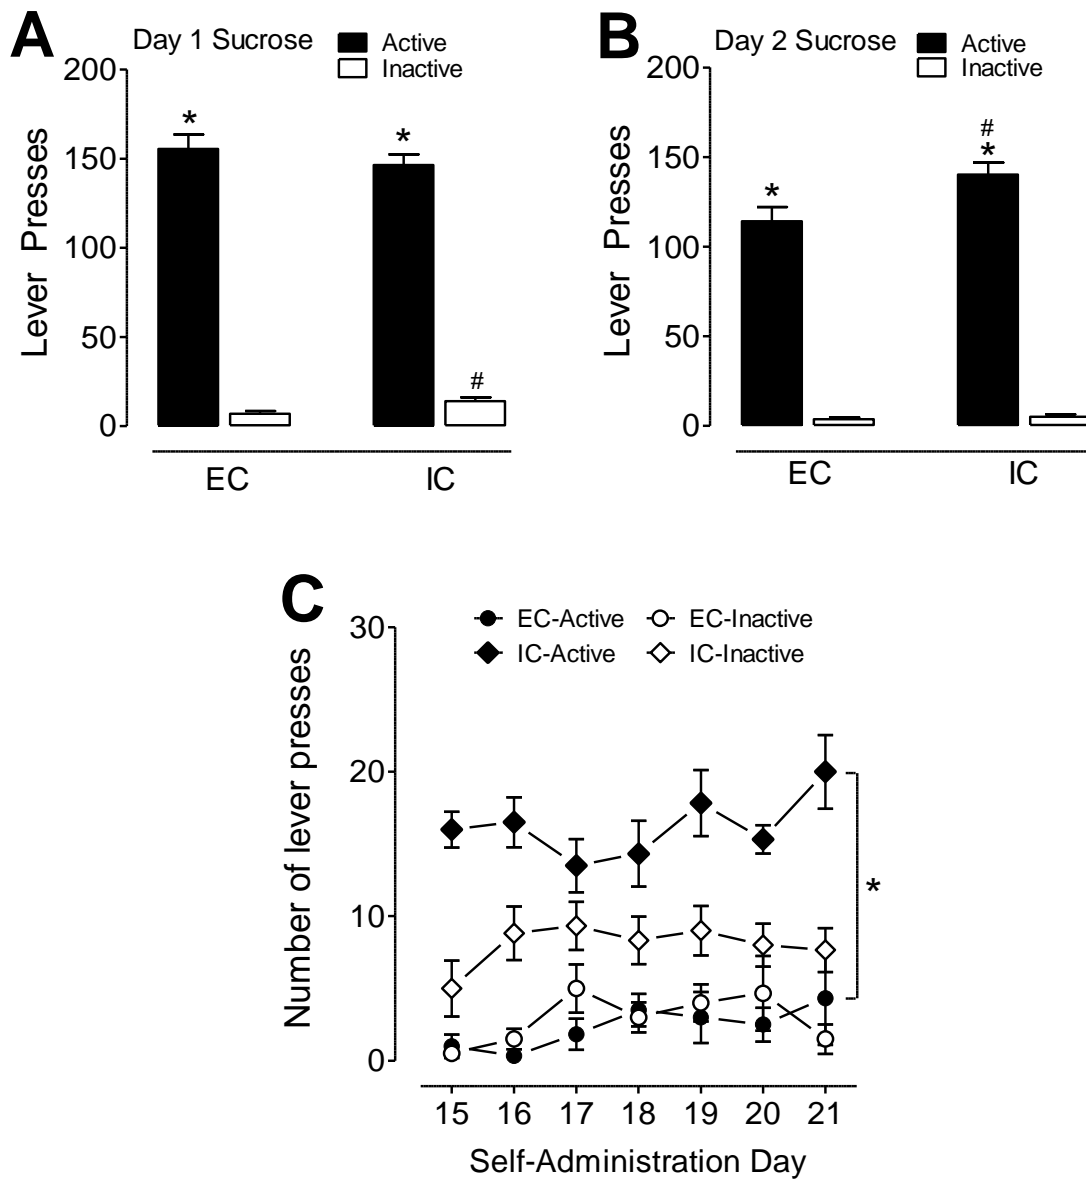 A
Day 1 Sucrose
Active
Inactive
Lever Presses
200
150
100
50
0
*
*
#
EC
IC
B
Day 2 Sucrose
Active
Inactive
Lever Presses
200
150
100
50
0
*
#
*
EC
IC
C
EC-Active
EC-Inactive
IC-Active
IC-Inactive
Number of lever presses
30
20
10
0
*
15 16 17 18 19 20 21
Self-Administration Day